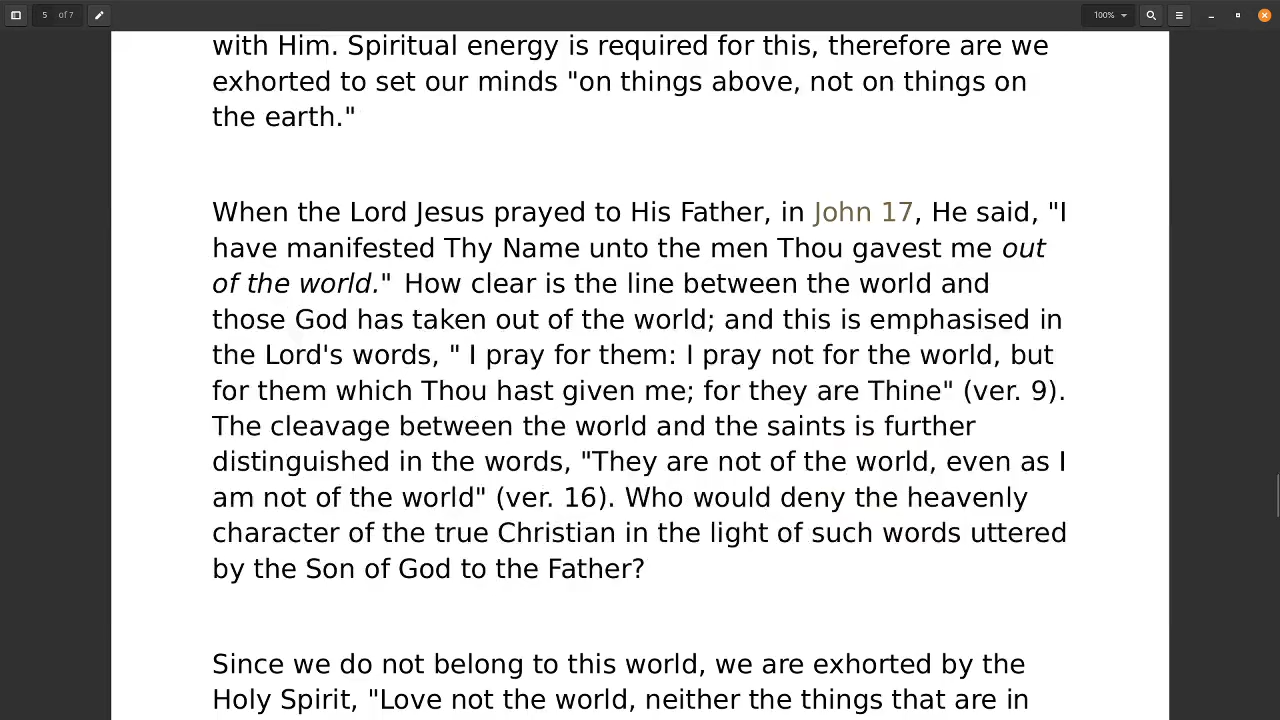 5 of 7
100%
with Him. Spiritual energy is required for this, therefore are we
exhorted to set our minds "on things above, not on things on
the earth."
When the Lord Jesus prayed to His Father, in John 17, He said, "I
have manifested Thy Name unto the men Thou gavest me out
of the world." How clear is the line between the world and
those God has taken out of the world; and this is emphasised in
the Lord's words, " I pray for them: I pray not for the world, but
for them which Thou hast given me; for they are Thine" (ver. 9).
The cleavage between the world and the saints is further
distinguished in the words, "They are not of the world, even as I
am not of the world" (ver. 16). Who would deny the heavenly
character of the true Christian in the light of such words uttered
by the Son of God to the Father?
Since we do not belong to this world, we are exhorted by the
Holy Spirit, "Love not the world, neither the things that are in